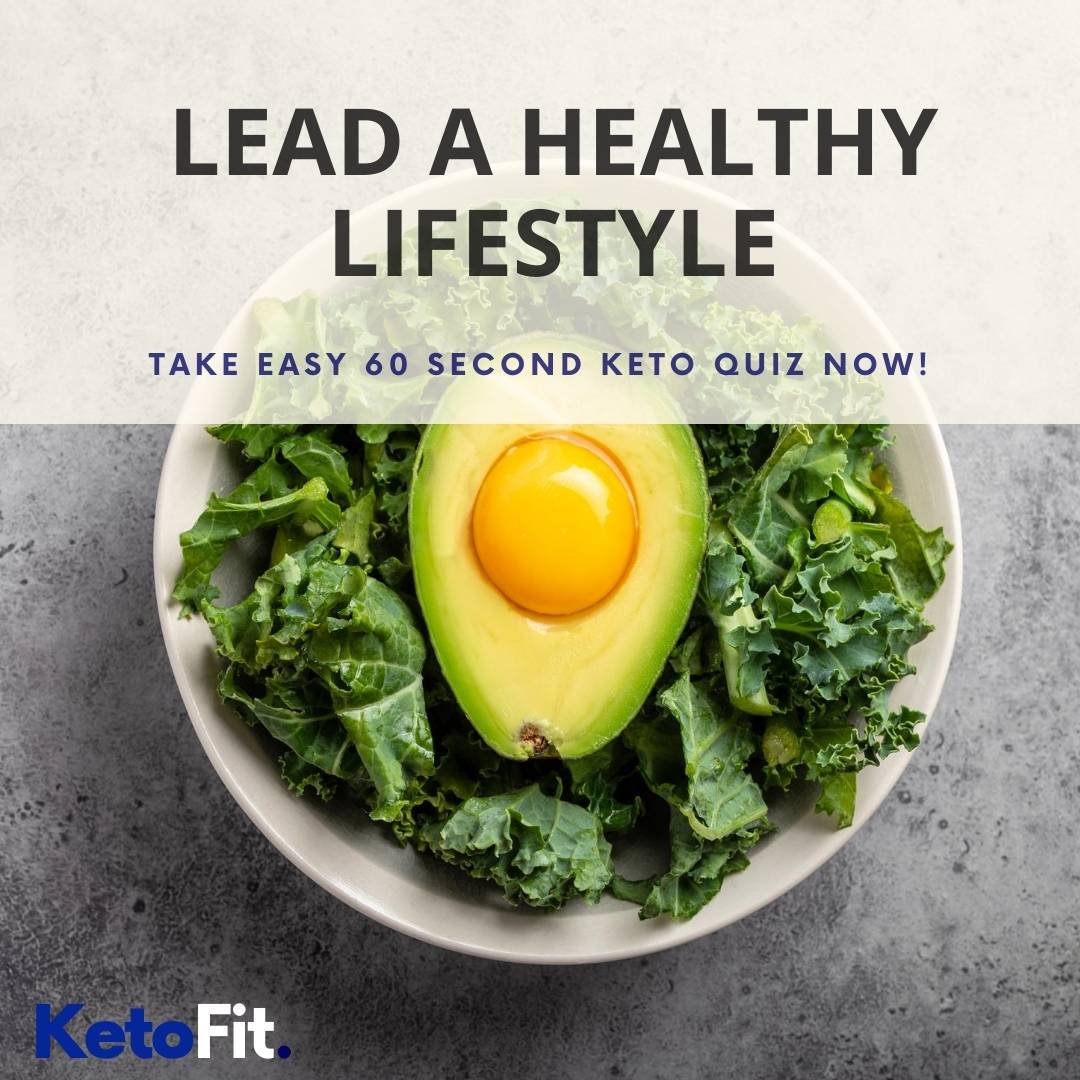 LEAD A HEALTHY
LIFESTYLE
TAKE EASY 60 SECOND KETO QUIZ NOW!
KetoFit.